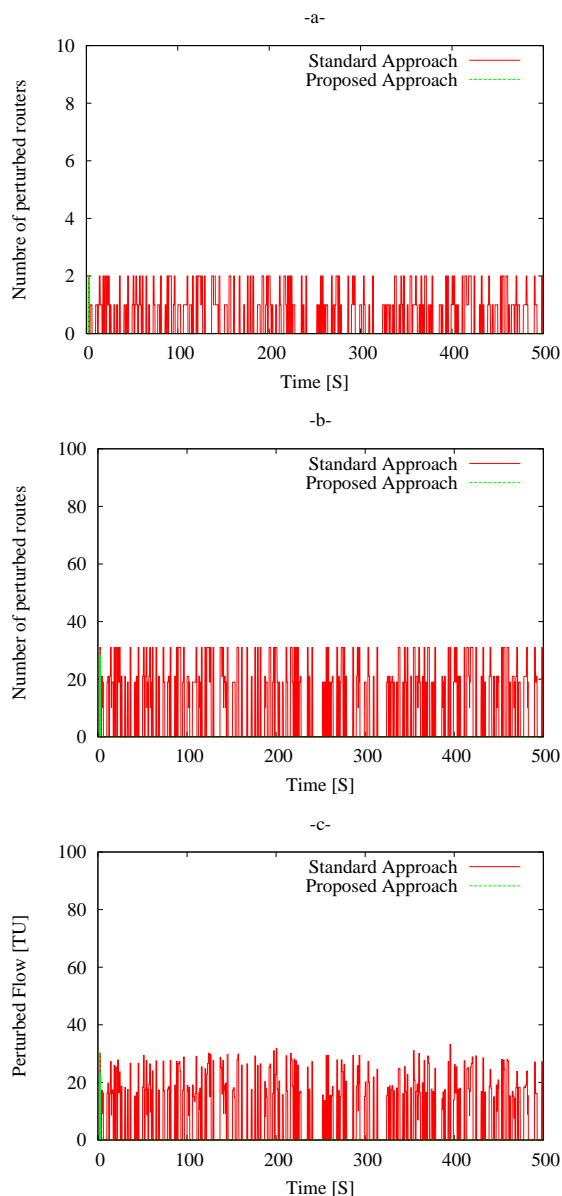 -a-
10
8
6
4
2
0
Numbre of perturbed routers
Standard Approach
Proposed Approach
0 100 200 300 400 500
Time [S]
-b-
100
80
60
40
20
0
Number of perturbed routes
Standard Approach
Proposed Approach
0 100 200 300 400 500
Time [S]
-c-
100
80
60
40
20
0
Perturbed Flow [TU]
Standard Approach
Proposed Approach
0 100 200 300 400 500
Time [S]